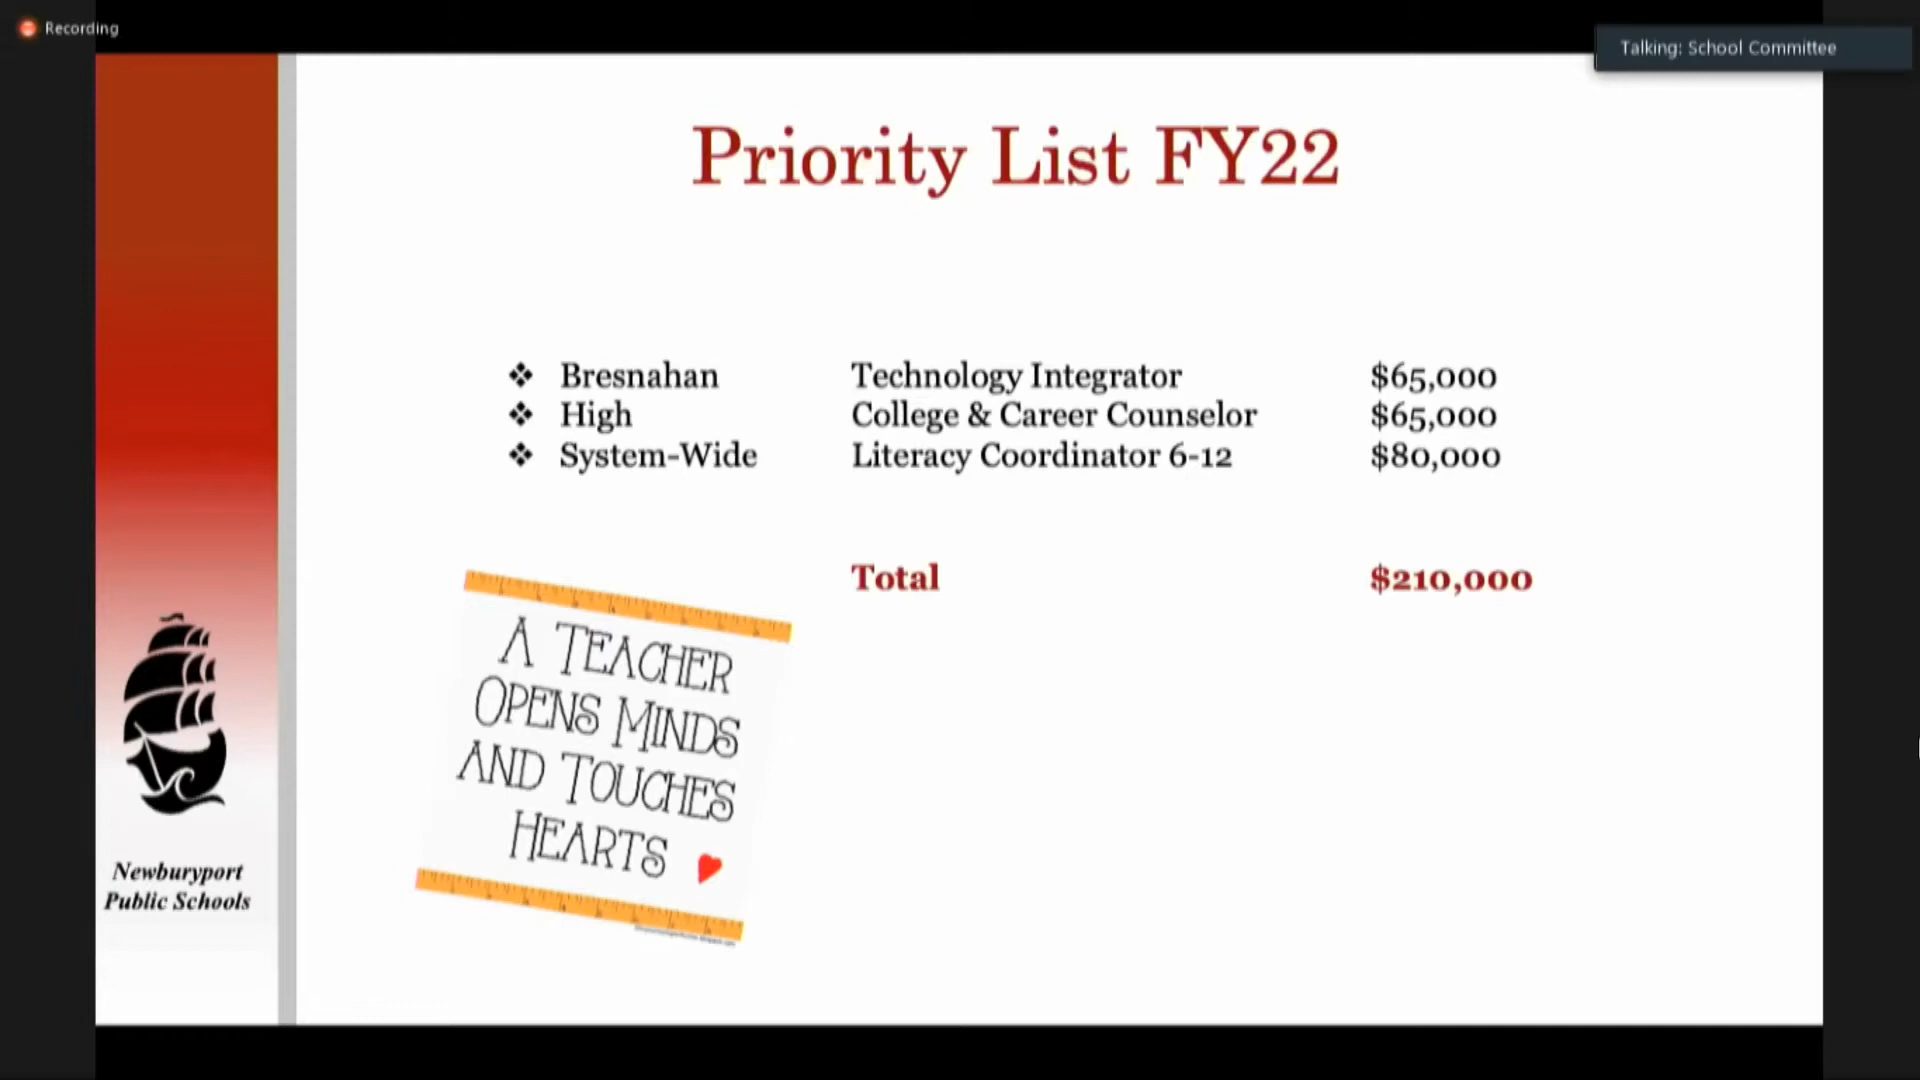 Recording
Talking: School Committee
Priority List FY22
❖ Bresnahan Technology Integrator $65,000
❖ High College & Career Counselor $65,000
❖ System-Wide Literacy Coordinator 6-12 $80,000
Total $210,000
A TEACHER
OPENS MINDS
AND TOUCHES
HEARTS
Newburyport
Public Schools